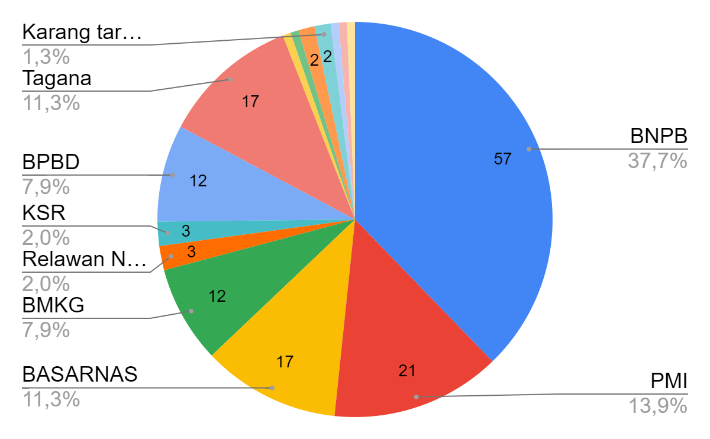 Karang tar…
1,3%
Tagana
11,3%
BPBD
7,9%
KSR
2,0%
Relawan N…
2,0%
BMKG
7,9%
BASARNAS
11,3%
BNPB
37,7%
PMI
13,9%
57
21
17
12
3
3
12
17
2
2